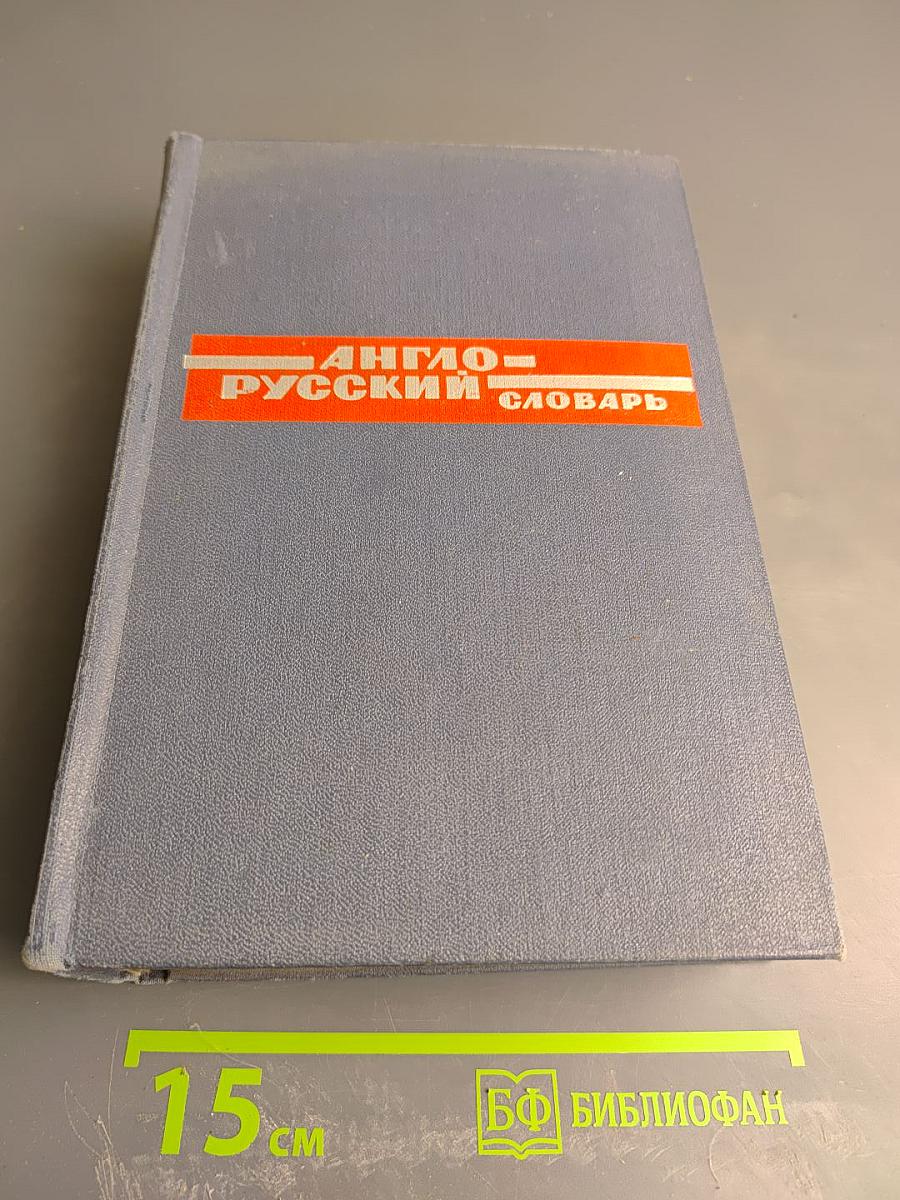 АНГЛО-
РУССКИЙ
СЛОВАРЬ
15 см
БФ БИБЛИОФАН